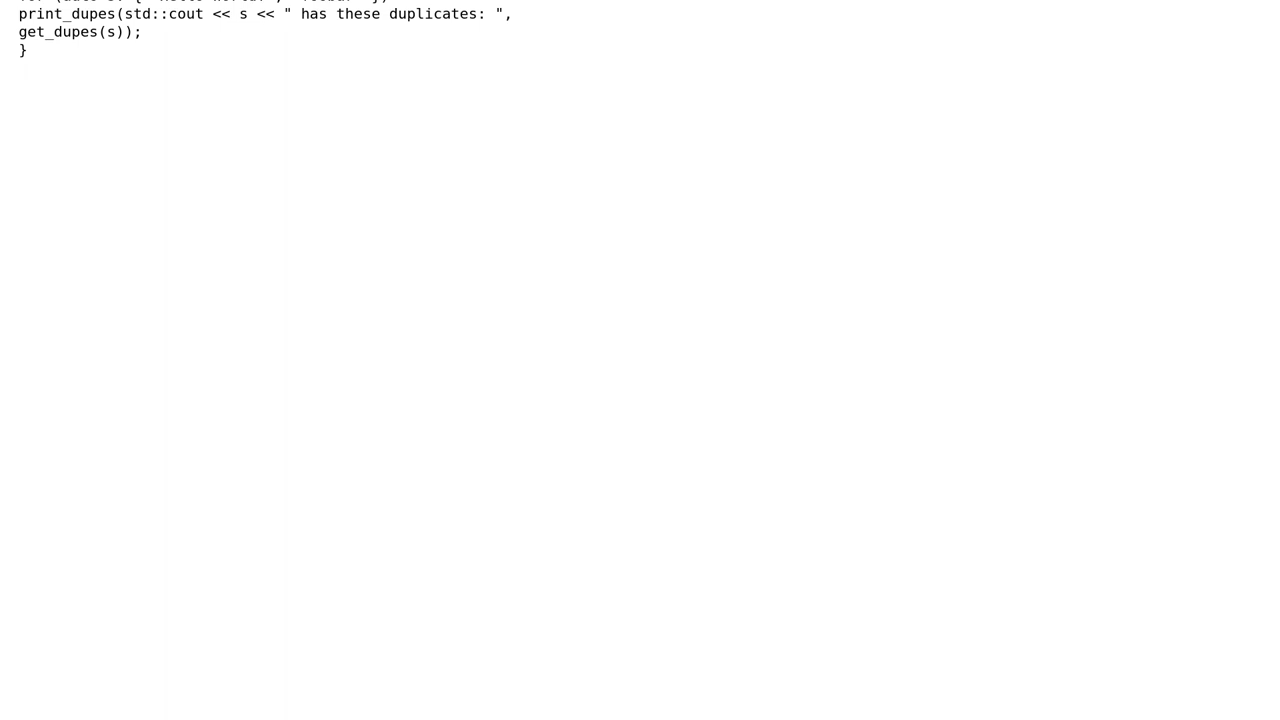 print_dupes(std::cout << s << " has these duplicates: ",
get_dupes(s));
}